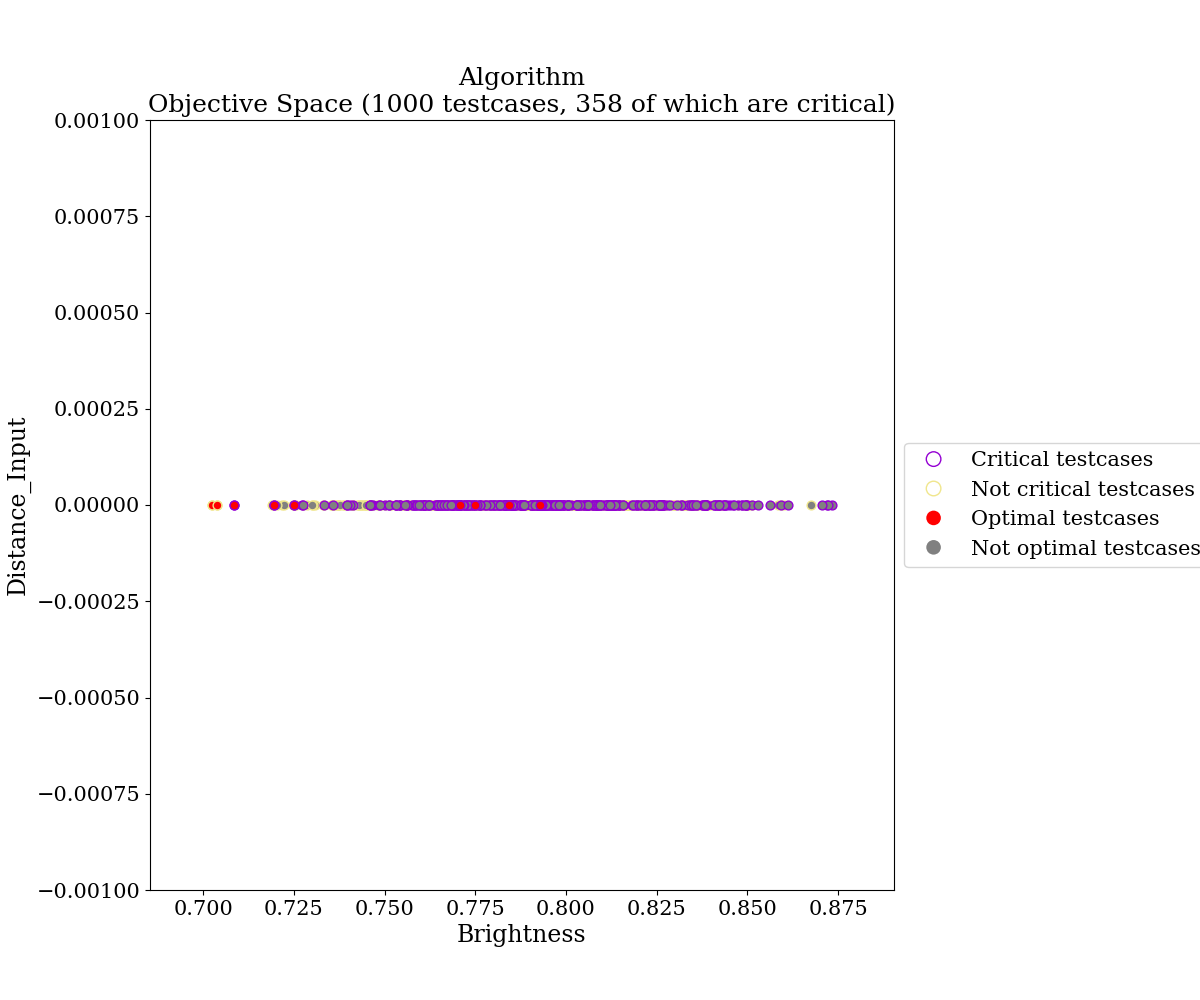 Algorithm
Objective Space (1000 testcases, 358 of which are critical)
0.00100
0.00075
0.00050
0.00025
0.00000
−0.00025
−0.00050
−0.00075
−0.00100
Distance_Input
0.700 0.725 0.750 0.775 0.800 0.825 0.850 0.875
Brightness
Critical testcases
Not critical testcases
Optimal testcases
Not optimal testcases